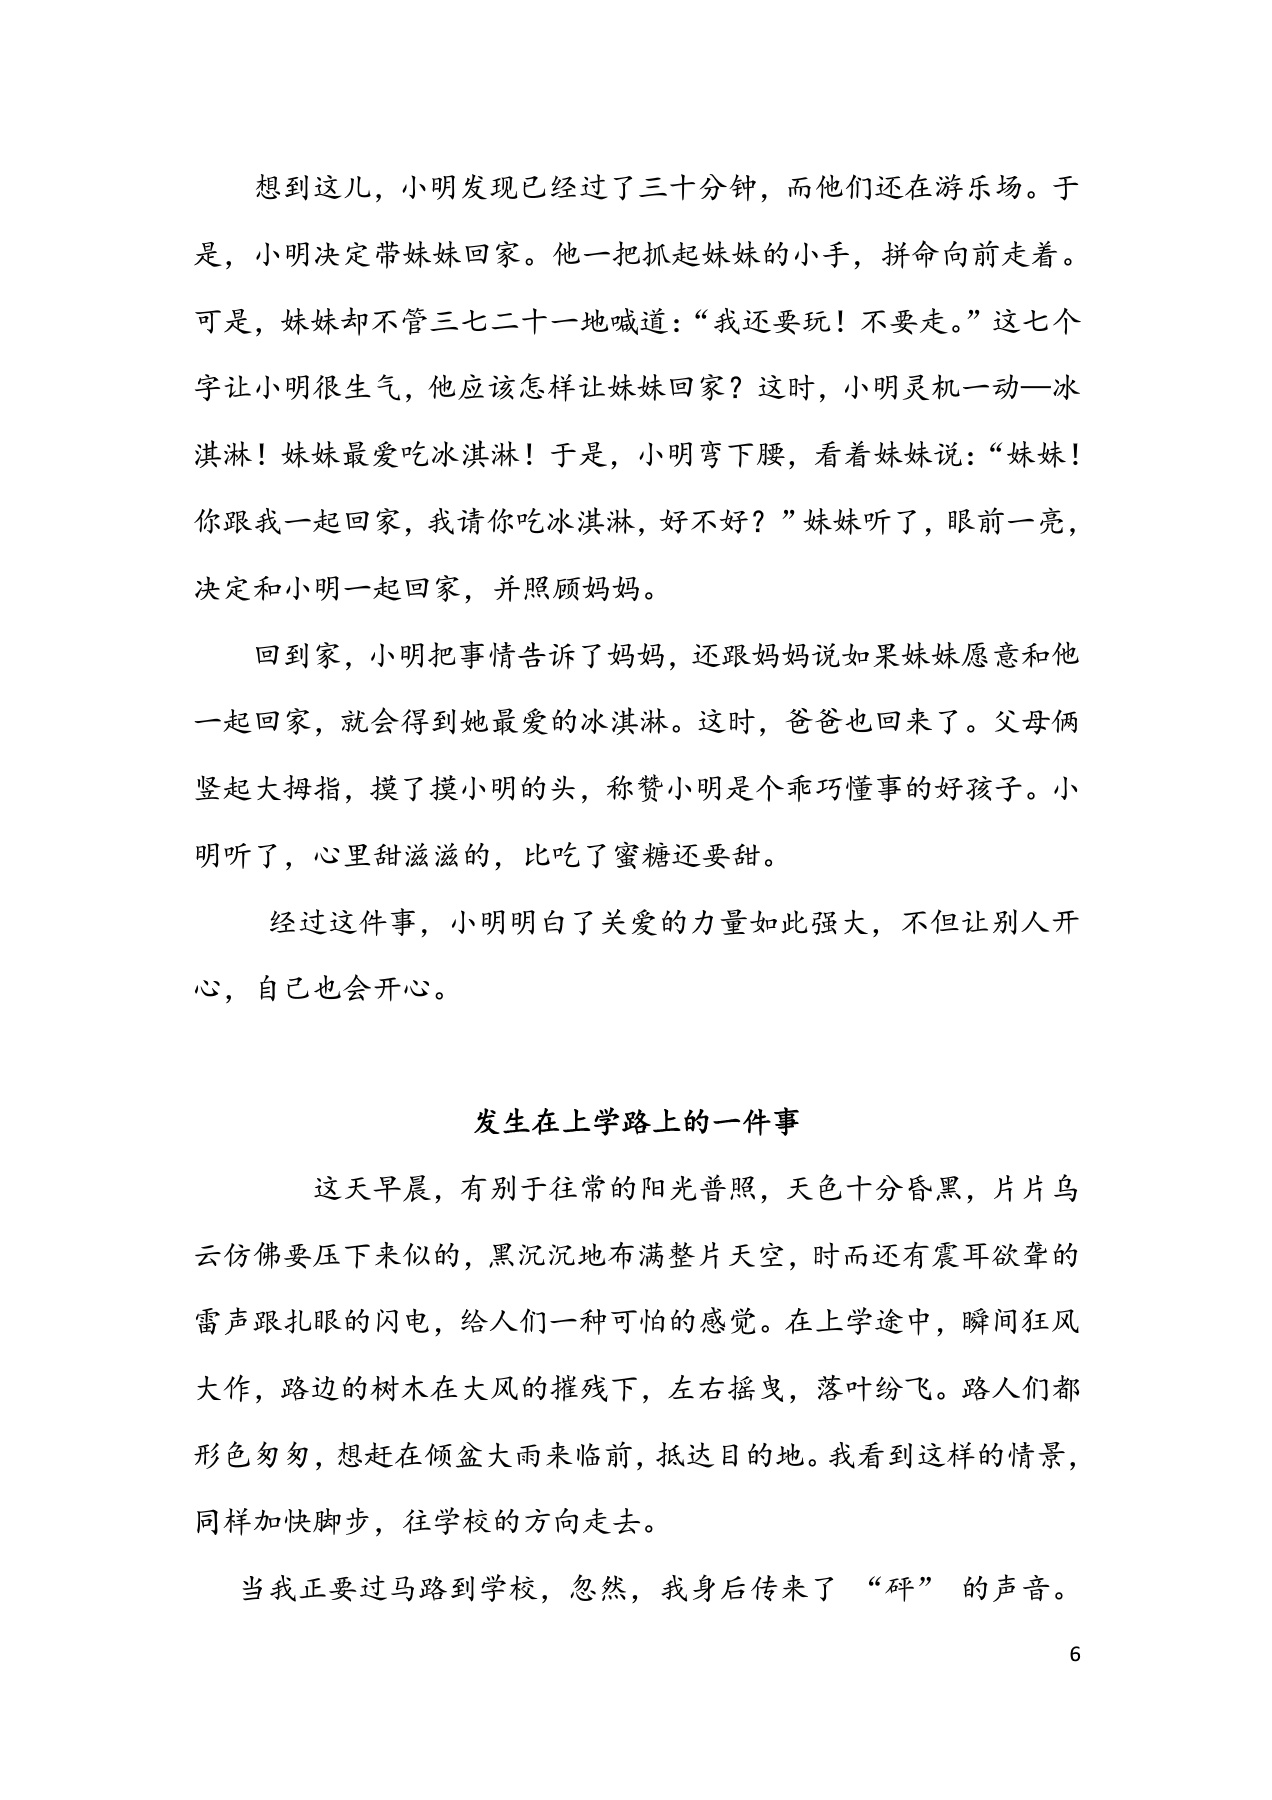 想到这儿，小明发现已经过了三十分钟，而他们还在游乐场。于
是，小明决定带妹妹回家。他一把抓起妹妹的小手，拼命向前走着。
可是，妹妹却不管三七二十一地喊道：“我还要玩！不要走。”这七个
字让小明很生气，他应该怎样让妹妹回家？这时，小明灵机一动—冰
淇淋！妹妹最爱吃冰淇淋！于是，小明弯下腰，看着妹妹说：“妹妹！
你跟我一起回家，我请你吃冰淇淋，好不好？”妹妹听了，眼前一亮，
决定和小明一起回家，并照顾妈妈。
回到家，小明把事情告诉了妈妈，还跟妈妈说如果妹妹愿意和他
一起回家，就会得到她最爱的冰淇淋。这时，爸爸也回来了。父母俩
竖起大拇指，摸了摸小明的头，称赞小明是个乖巧懂事的好孩子。小
明听了，心里甜滋滋的，比吃了蜜糖还要甜。
经过这件事，小明明白了关爱的力量如此强大，不但让别人开
心，自己也会开心。
发生在上学路上的一件事
这天早晨，有别于往常的阳光普照，天色十分昏黑，片片乌
云仿佛要压下来似的，黑沉沉地布满整片天空，时而还有震耳欲聋的
雷声跟扎眼的闪电，给人们一种可怕的感觉。在上学途中，瞬间狂风
大作，路边的树木在大风的摧残下，左右摇曳，落叶纷飞。路人们都
形色匆匆，想赶在倾盆大雨来临前，抵达目的地。我看到这样的情景，
同样加快脚步，往学校的方向走去。
当我正要过马路到学校，忽然，我身后传来了 “砰” 的声音。
6